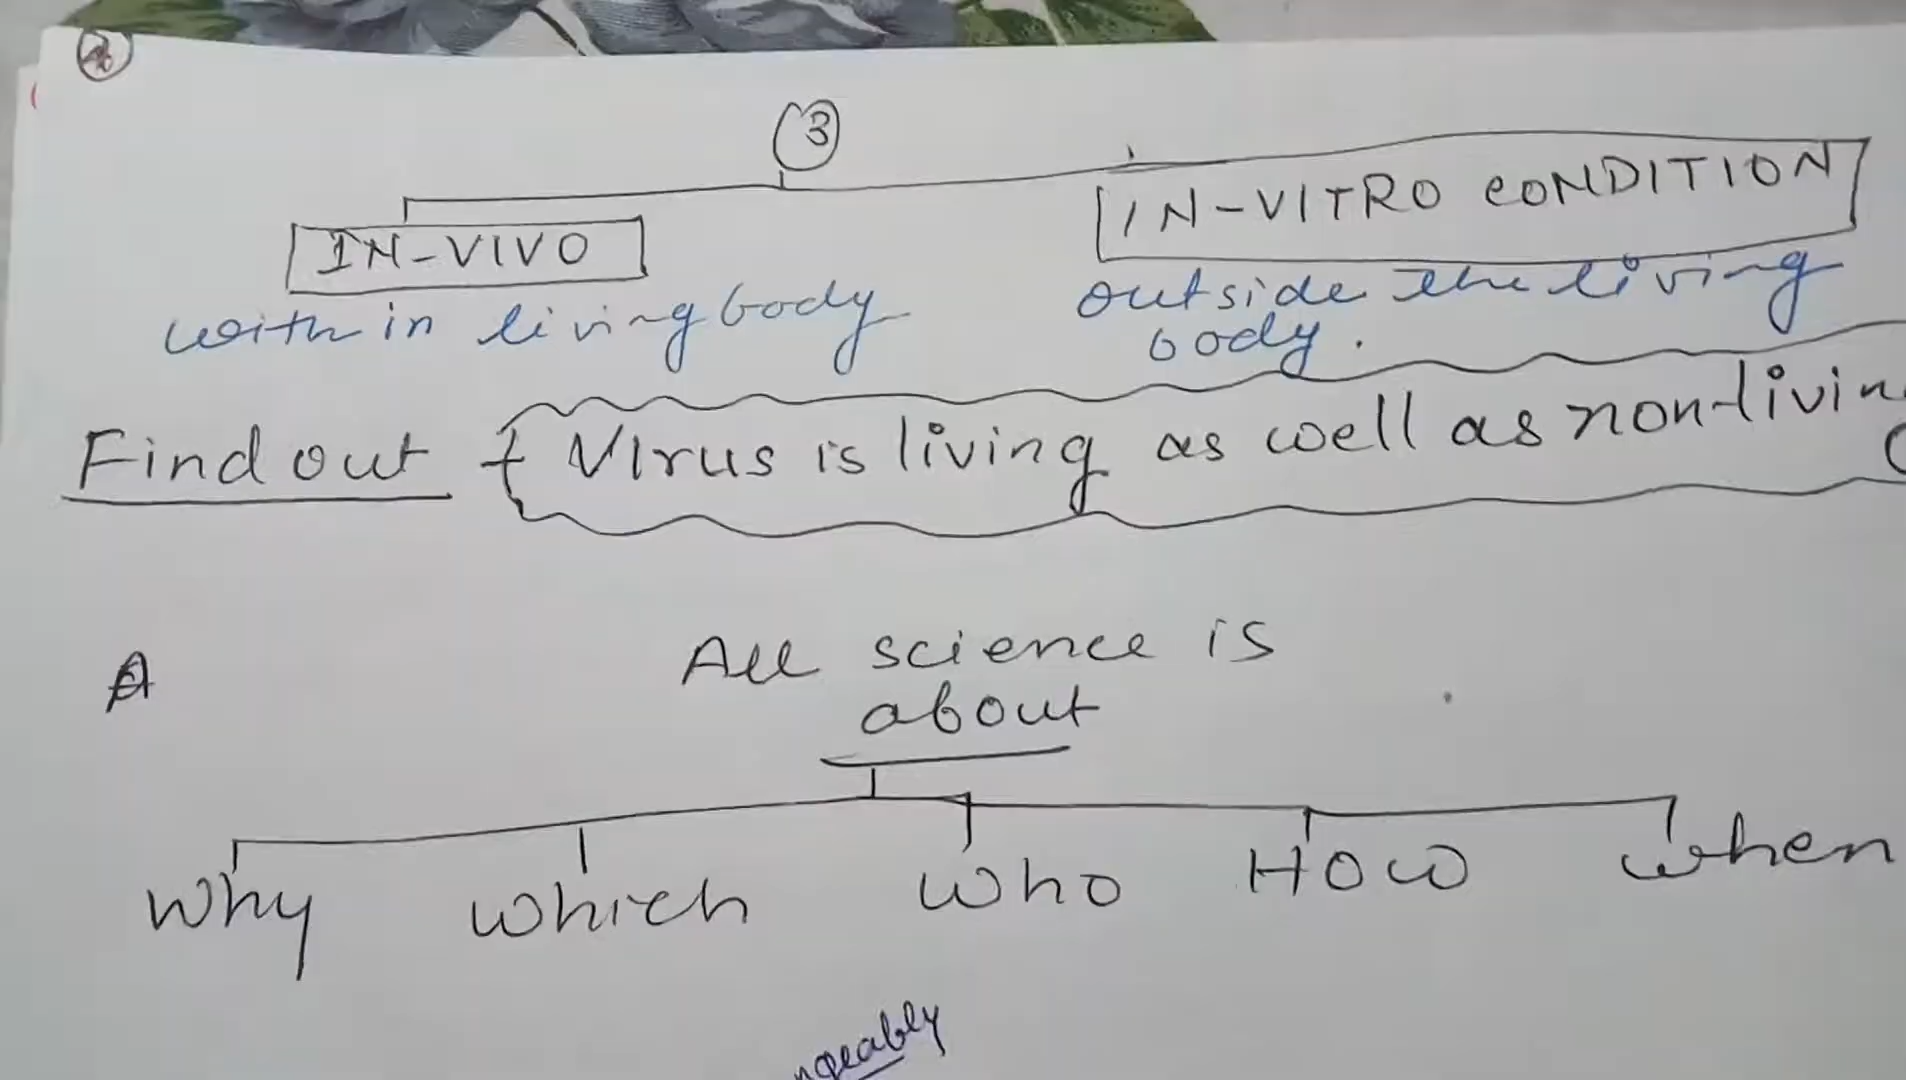 3
IN-VIVO
IN-VITRO CONDITION
with in living body
outside the living
body.
Find out
Virus is living as well as non-livin
All science is
about
Why which who How when